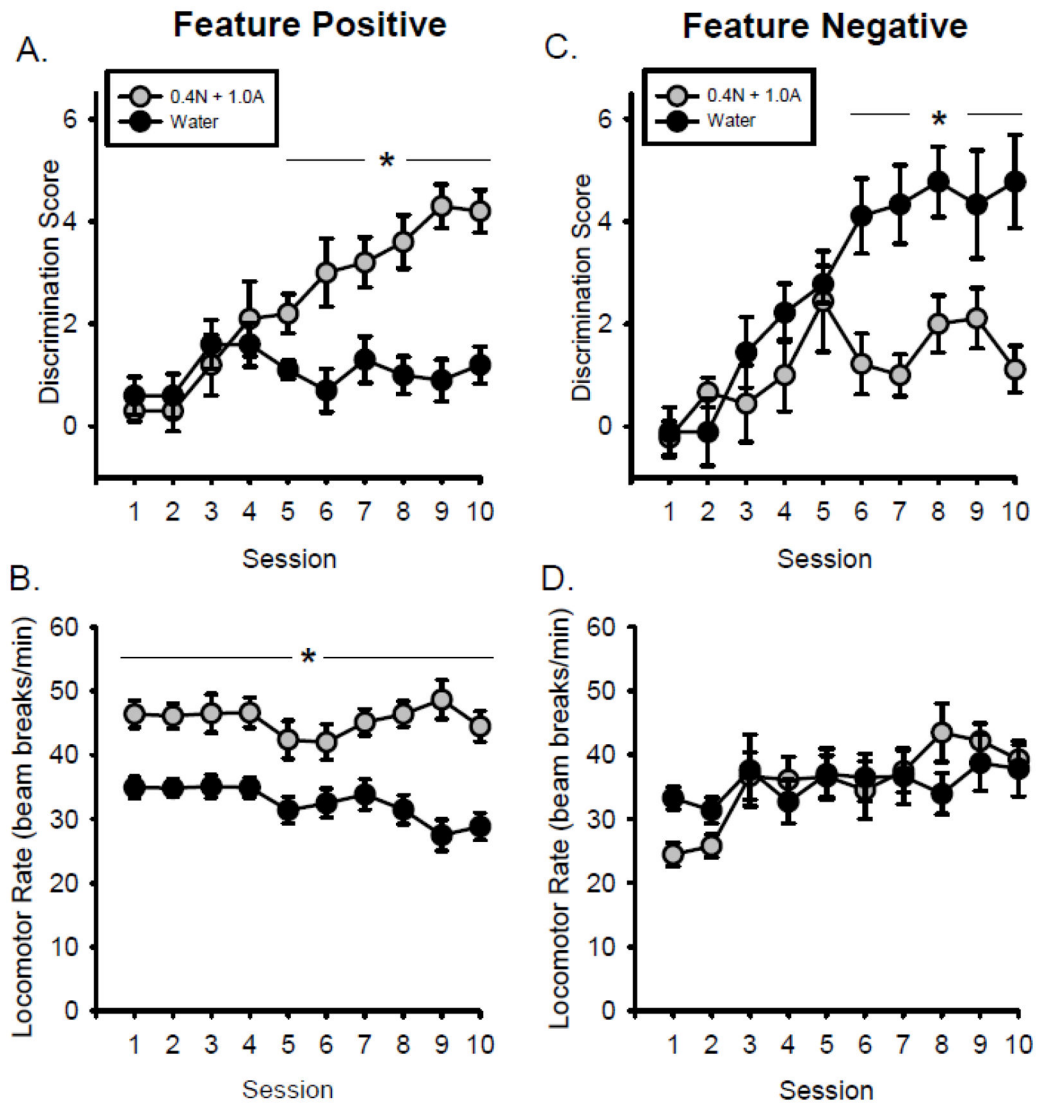 Feature Positive
A.
0.4N + 1.0A
Water
*
Discrimination Score
6
4
2
0
1 2 3 4 5 6 7 8 9 10
Session
Feature Negative
C.
0.4N + 1.0A
Water
*
Discrimination Score
6
4
2
0
1 2 3 4 5 6 7 8 9 10
Session
B.
*
Locomotor Rate (beam breaks/min)
60
50
40
30
20
10
0
1 2 3 4 5 6 7 8 9 10
Session
D.
Locomotor Rate (beam breaks/min)
60
50
40
30
20
10
0
1 2 3 4 5 6 7 8 9 10
Session